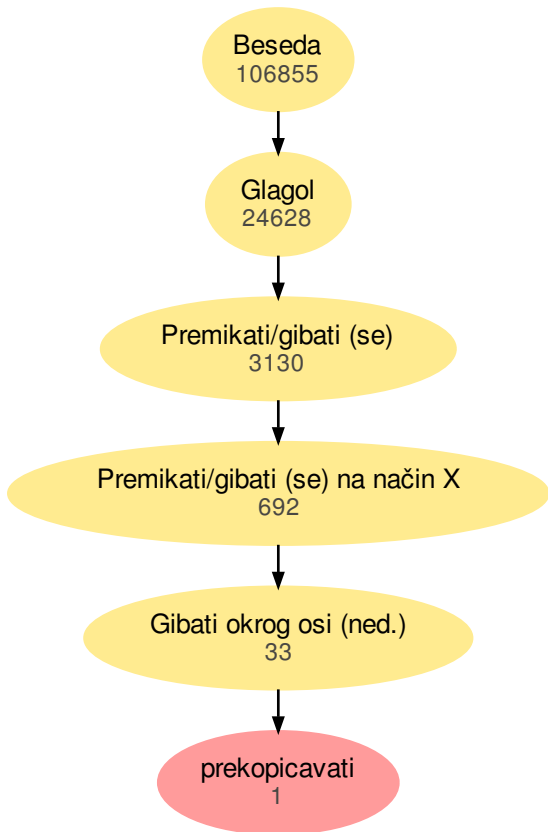 Beseda
106855
Glagol
24628
Premikati/gibati (se)
3130
Premikati/gibati (se) na način X
692
Gibati okrog osi (ned.)
33
prekopicavati
1